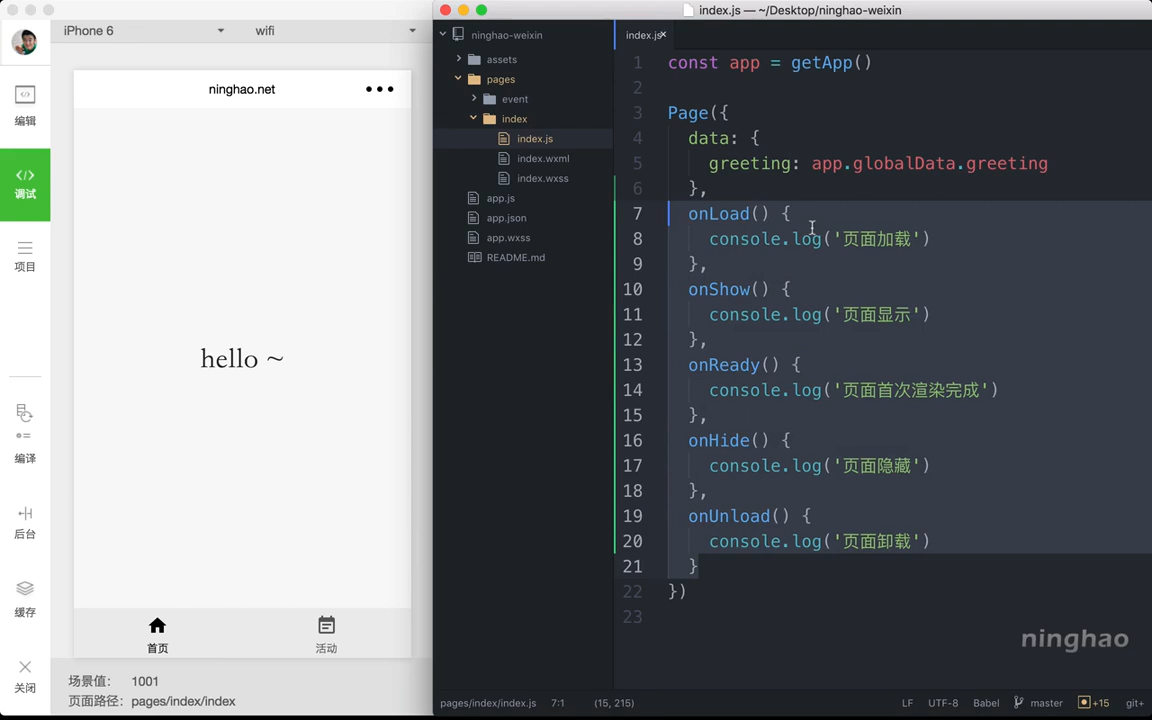 iPhone 6
wifi
编辑
调试
项目
编译
后台
缓存
关闭
ninghao.net
hello ~
首页
活动
场景值： 1001
页面路径： pages/index/index
index.js — ~/Desktop/ninghao-weixin
ninghao-weixin
assets
pages
event
index
index.js
index.wxml
index.wxss
app.js
app.json
app.wxss
README.md
index.js
1 const app = getApp()
2
3 Page({
4 data: {
5 greeting: app.globalData.greeting
6 },
7 onLoad() {
8 console.log('页面加载')
9 },
10 onShow() {
11 console.log('页面显示')
12 },
13 onReady() {
14 console.log('页面首次渲染完成')
15 },
16 onHide() {
17 console.log('页面隐藏')
18 },
19 onUnload() {
20 console.log('页面卸载')
21 }
22 })
23
ninghao
pages/index/index.js 7:1 (15, 215) LF UTF-8 Babel master +15 git+